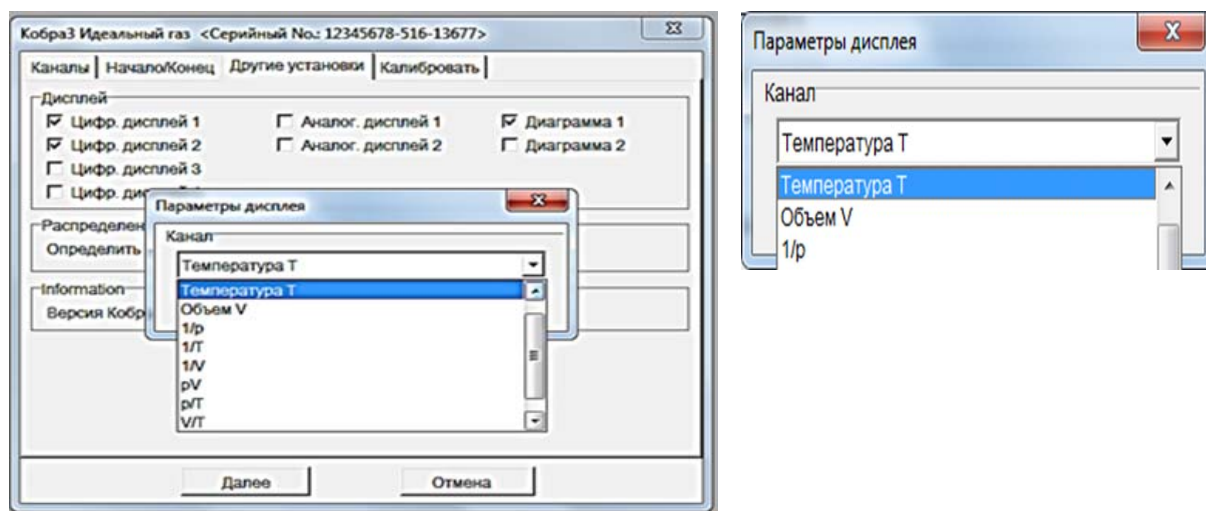 Кобра3 Идеальный газ <Серийный No.: 12345678-516-13677>
Каналы Начало/Конец Другие установки Калибровать
Дисплей
Цифр. дисплей 1 Аналог. дисплей 1 Диаграмма 1
Цифр. дисплей 2 Аналог. дисплей 2 Диаграмма 2
Цифр. дисплей 3
Цифр.
Определить
Information
Версия
Параметры дисплея
Канал
Температура T
Температура T
Объем V
1/p
1/T
1/V
pV
p/T
V/T
Далее Отмена
Параметры дисплея
Канал
Температура T
Температура T
Объем V
1/p